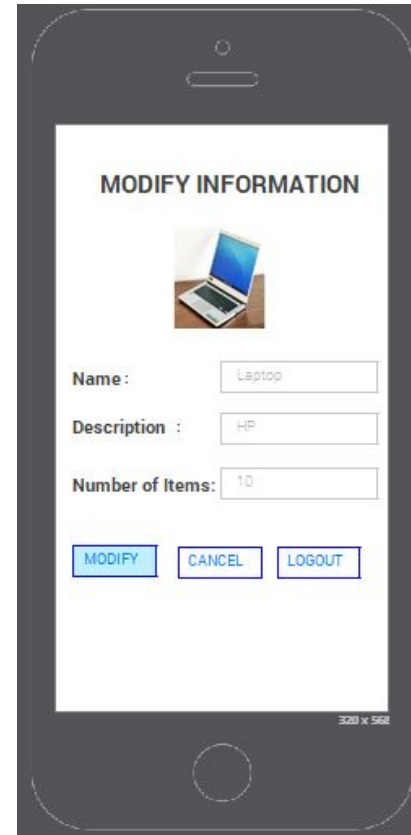 MODIFY INFORMATION
Name: Laptop
Description : HP
Number of Items: 10
MODIFY CANCEL LOGOUT
320 x 568